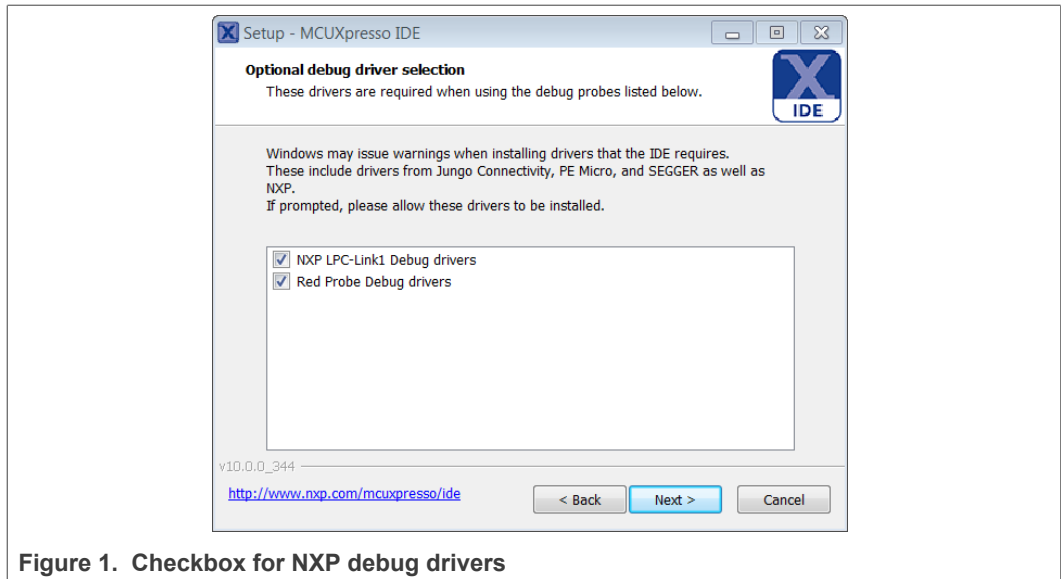 Setup - MCUXpresso IDE
Optional debug driver selection
These drivers are required when using the debug probes listed below.
IDE
Windows may issue warnings when installing drivers that the IDE requires.
These include drivers from Jungo Connectivity, PE Micro, and SEGGER as well as
NXP.
If prompted, please allow these drivers to be installed.
NXP LPC-Link1 Debug drivers
Red Probe Debug drivers
v10.0.0_344
http://www.nxp.com/mcuxpresso/ide
< Back
Next >
Cancel
Figure 1. Checkbox for NXP debug drivers